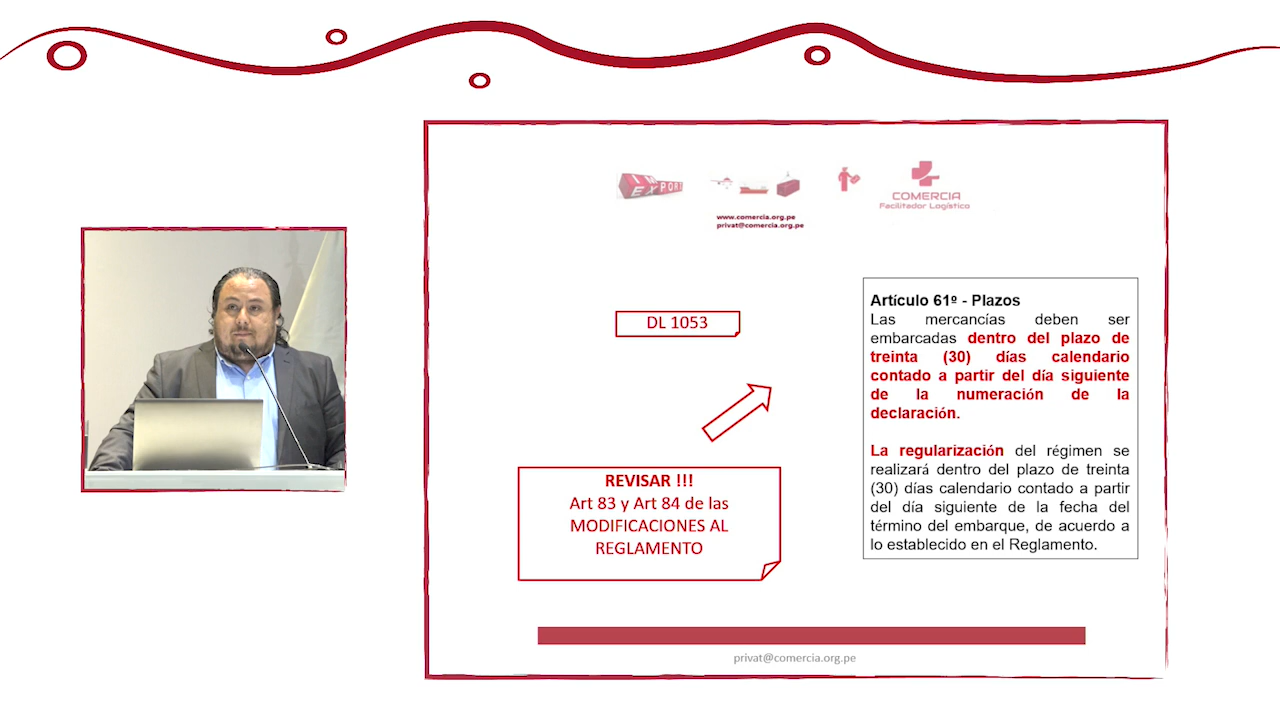 IM
EXPORT
COMERCIA
Facilitador Logístico
www.comercia.org.pe
privat@comercia.org.pe
DL 1053
REVISAR !!!
Art 83 y Art 84 de las
MODIFICACIONES AL
REGLAMENTO
Artículo 61º - Plazos
Las mercancías deben ser
embarcadas dentro del plazo de
treinta (30) días calendario
contado a partir del día siguiente
de la numeración de la
declaración.
La regularización del régimen se
realizará dentro del plazo de treinta
(30) días calendario contado a partir
del día siguiente de la fecha del
término del embarque, de acuerdo a
lo establecido en el Reglamento.
privat@comercia.org.pe